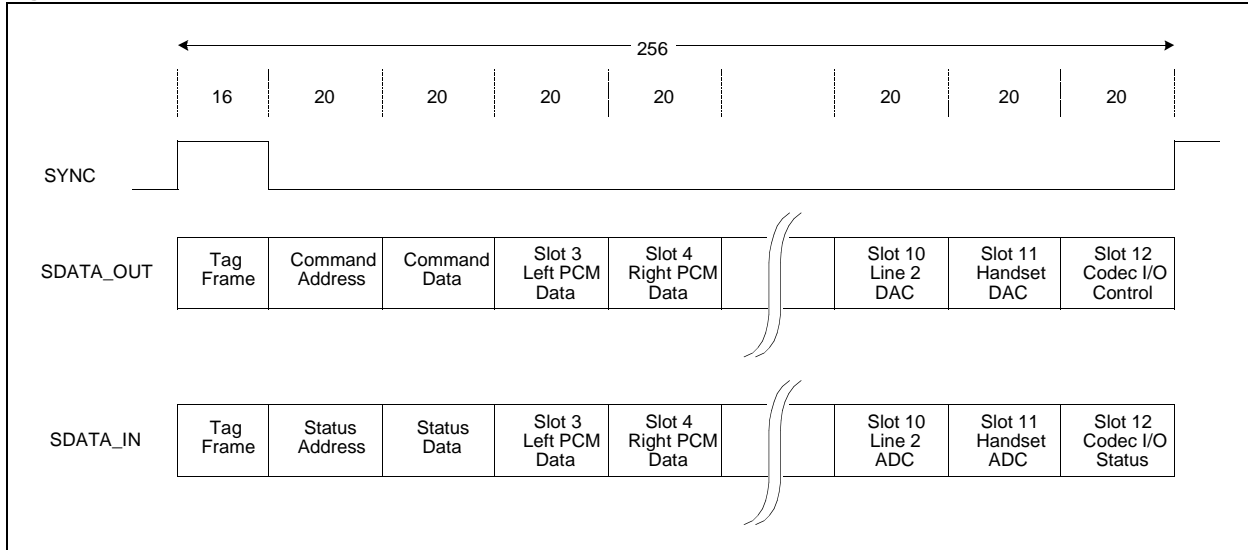 256
16 20 20 20 20 20 20 20
SYNC
SDATA_OUT
Tag
Frame
Command
Address
Command
Data
Slot 3
Left PCM
Data
Slot 4
Right PCM
Data
Slot 10
Line 2
DAC
Slot 11
Handset
DAC
Slot 12
Codec I/O
Control
SDATA_IN
Tag
Frame
Status
Address
Status
Data
Slot 3
Left PCM
Data
Slot 4
Right PCM
Data
Slot 10
Line 2
ADC
Slot 11
Handset
ADC
Slot 12
Codec I/O
Status